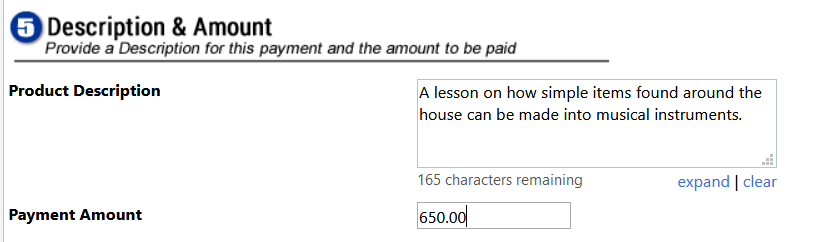 5 Description & Amount
Provide a Description for this payment and the amount to be paid
Product Description
A lesson on how simple items found around the
house can be made into musical instruments.
165 characters remaining
expand | clear
Payment Amount
650.00